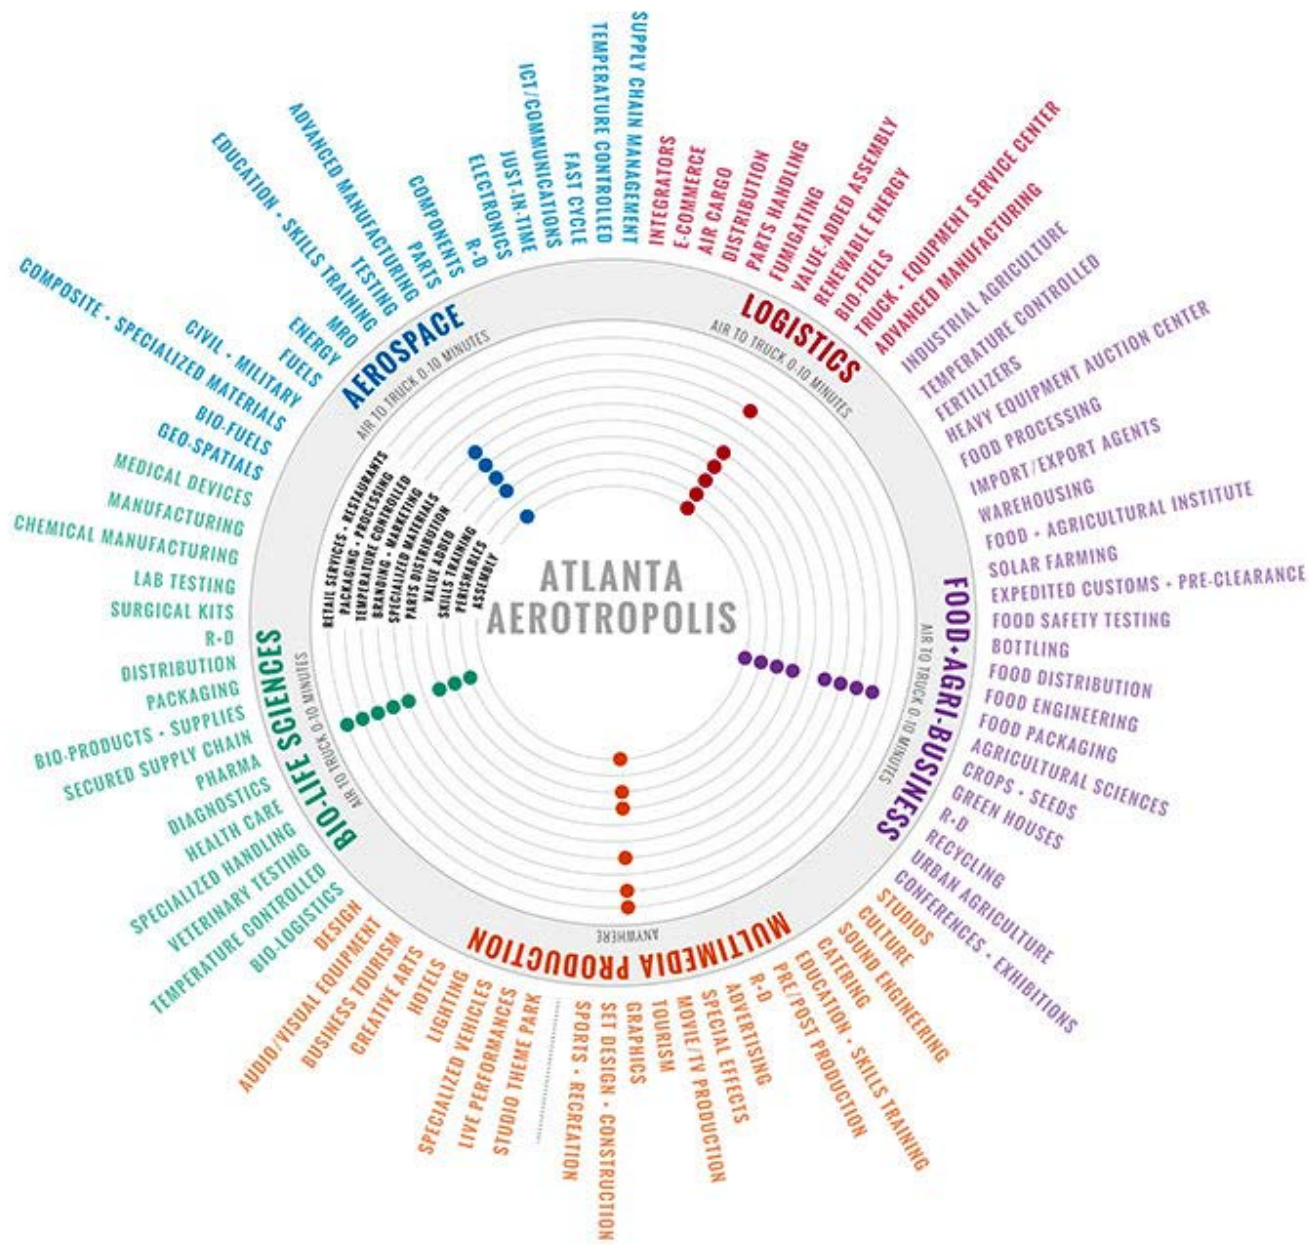 ATLANTA
AEROTROPOLIS
AEROSPACE
AIR TO TRUCK 0-10 MINUTES
GEO-SPATIALS
BIO-FUELS
COMPOSITE • SPECIALIZED MATERIALS
CIVIL • MILITARY
FUELS
ENERGY
MRO
EDUCATION • SKILLS TRAINING
TESTING
ADVANCED MANUFACTURING
PARTS
COMPONENTS
R•D
ELECTRONICS
JUST-IN-TIME
ICT/COMMUNICATIONS
FAST CYCLE
TEMPERATURE CONTROLLED
SUPPLY CHAIN MANAGEMENT
LOGISTICS
AIR TO TRUCK 0-10 MINUTES
INTEGRATORS
E-COMMERCE
AIR CARGO
DISTRIBUTION
PARTS HANDLING
FUMIGATING
VALUE-ADDED ASSEMBLY
RENEWABLE ENERGY
BIO-FUELS
TRUCK • EQUIPMENT SERVICE CENTER
ADVANCED MANUFACTURING
FOOD•AGRI-BUSINESS
AIR TO TRUCK 0-10 MINUTES
INDUSTRIAL AGRICULTURE
TEMPERATURE CONTROLLED
FERTILIZERS
HEAVY EQUIPMENT AUCTION CENTER
FOOD PROCESSING
IMPORT/EXPORT AGENTS
WAREHOUSING
FOOD • AGRICULTURAL INSTITUTE
SOLAR FARMING
EXPEDITED CUSTOMS • PRE-CLEARANCE
FOOD SAFETY TESTING
BOTTLING
FOOD DISTRIBUTION
FOOD ENGINEERING
FOOD PACKAGING
AGRICULTURAL SCIENCES
CROPS • SEEDS
GREEN HOUSES
R•D
RECYCLING
URBAN AGRICULTURE
CONFERENCES • EXHIBITIONS
MULTIMEDIA PRODUCTION
ANYWHERE
STUDIOS
CULTURE
SOUND ENGINEERING
CATERING
EDUCATION • SKILLS TRAINING
PRE/POST PRODUCTION
R•D
ADVERTISING
SPECIAL EFFECTS
MOVIE/TV PRODUCTION
TOURISM
GRAPHICS
SET DESIGN • CONSTRUCTION
SPORTS • RECREATION
STUDIO THEME PARK
LIVE PERFORMANCES
SPECIALIZED VEHICLES
LIGHTING
HOTELS
CREATIVE ARTS
BUSINESS TOURISM
AUDIO/VISUAL EQUIPMENT
DESIGN
BIO-LIFE SCIENCES
AIR TO TRUCK 0-10 MINUTES
AIR
BIO-LOGISTICS
TEMPERATURE CONTROLLED
VETERINARY TESTING
SPECIALIZED HANDLING
HEALTH CARE
DIAGNOSTICS
PHARMA
SECURED SUPPLY CHAIN
BIO-PRODUCTS • SUPPLIES
PACKAGING
DISTRIBUTION
R•D
SURGICAL KITS
LAB TESTING
CHEMICAL MANUFACTURING
MANUFACTURING
MEDICAL DEVICES
RETAIL SERVICES • RESTAURANTS
PACKAGING • PROCESSING
TEMPERATURE CONTROLLED
BRANDING • MARKETING
SPECIALIZED MATERIALS
PARTS DISTRIBUTION
VALUE ADDED
SKILLS TRAINING
PERISHABLES
ASSEMBLY